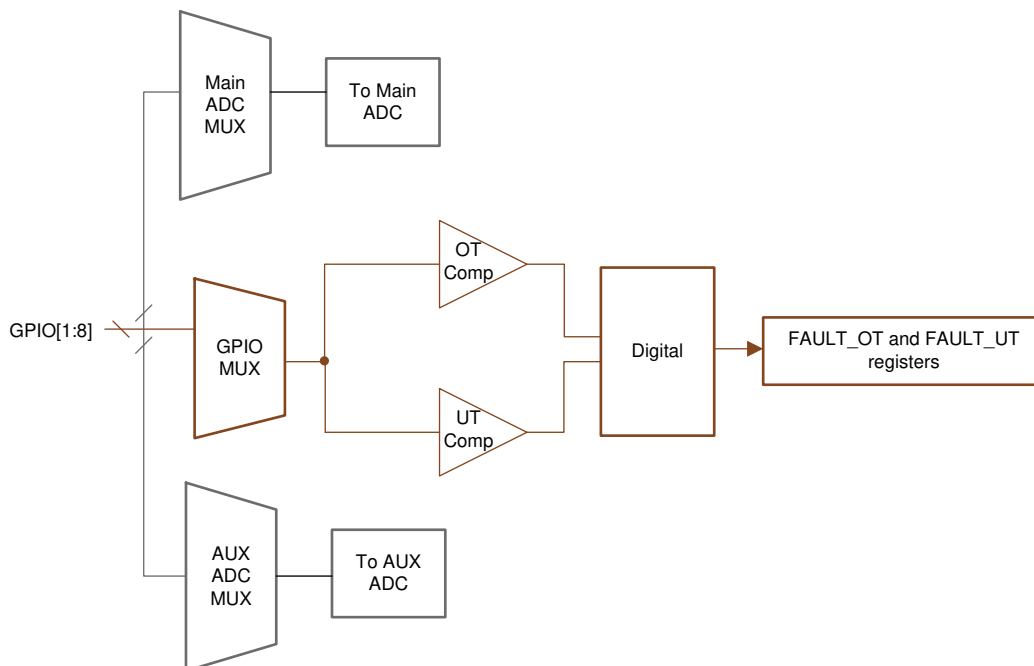 Main
ADC
MUX
To Main
ADC
OT
Comp
GPIO[1:8]
GPIO
MUX
Digital
FAULT_OT and FAULT_UT
registers
UT
Comp
AUX
ADC
MUX
To AUX
ADC